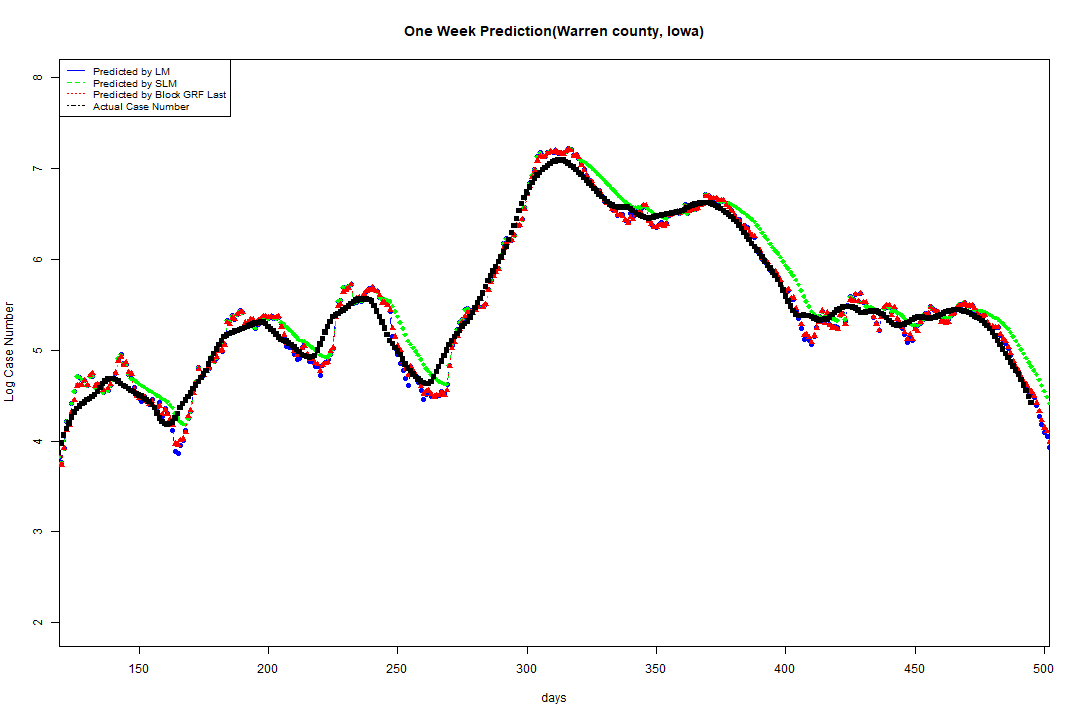 One Week Prediction(Warren county, Iowa)
Predicted by LM
Predicted by SLM
Predicted by Block GRF Last
Actual Case Number
8
7
6
5
4
3
2
Log Case Number
150 200 250 300 350 400 450 500
days